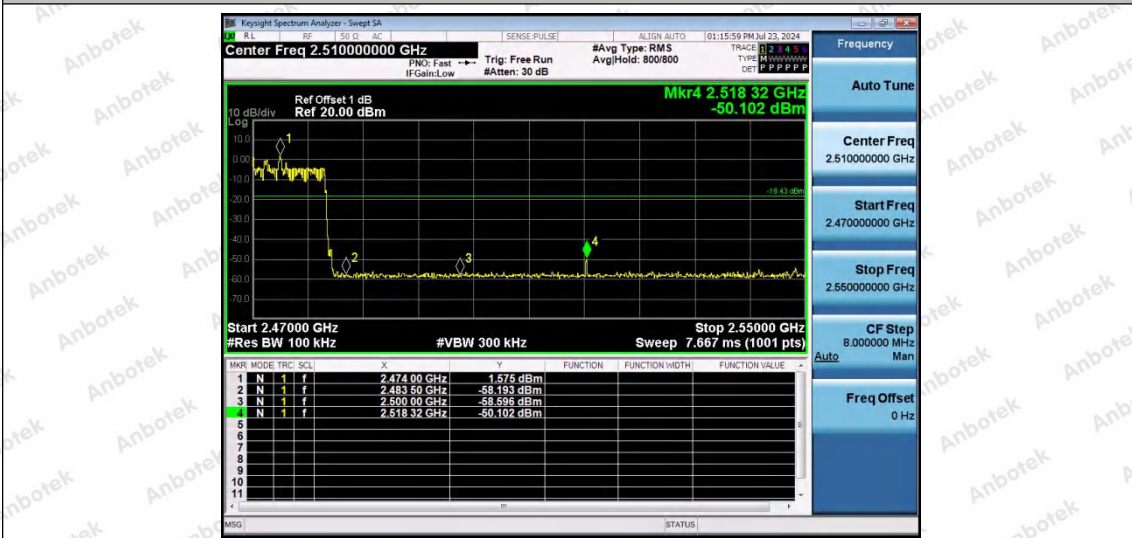 Keysight Spectrum Analyzer - Swept SA
RL RF 50 Ω AC SENSE:PULSE ALIGN AUTO 01:15:59 PM Jul 23, 2024
Center Freq 2.510000000 GHz
PNO: Fast
IFGain:Low
Trig: Free Run
#Atten: 30 dB
#Avg Type: RMS
Avg|Hold: 800/800
TRACE 1 2 3 4 5 6
TYPE M WWWWW
DET P P P P P P
Mkr4 2.518 32 GHz
-50.102 dBm
Ref Offset 1 dB
10 dB/div Ref 20.00 dBm
Log
10.0
0.00
-10.0
-20.0
-30.0
-40.0
-50.0
-60.0
-70.0
1
2
3
4
-18.43 dBm
Start 2.47000 GHz Stop 2.55000 GHz
#Res BW 100 kHz #VBW 300 kHz Sweep 7.667 ms (1001 pts)
MKR MODE TRC SCL X Y FUNCTION FUNCTION WIDTH FUNCTION VALUE
1 N 1 f 2.474 00 GHz 1.575 dBm
2 N 1 f 2.483 50 GHz -58.193 dBm
3 N 1 f 2.500 00 GHz -58.596 dBm
4 N 1 f 2.518 32 GHz -50.102 dBm
5
6
7
8
9
10
11
MSG STATUS
Frequency
Auto Tune
Center Freq
2.510000000 GHz
Start Freq
2.470000000 GHz
Stop Freq
2.550000000 GHz
CF Step
8.000000 MHz
Auto Man
Freq Offset
0 Hz
Anbotek